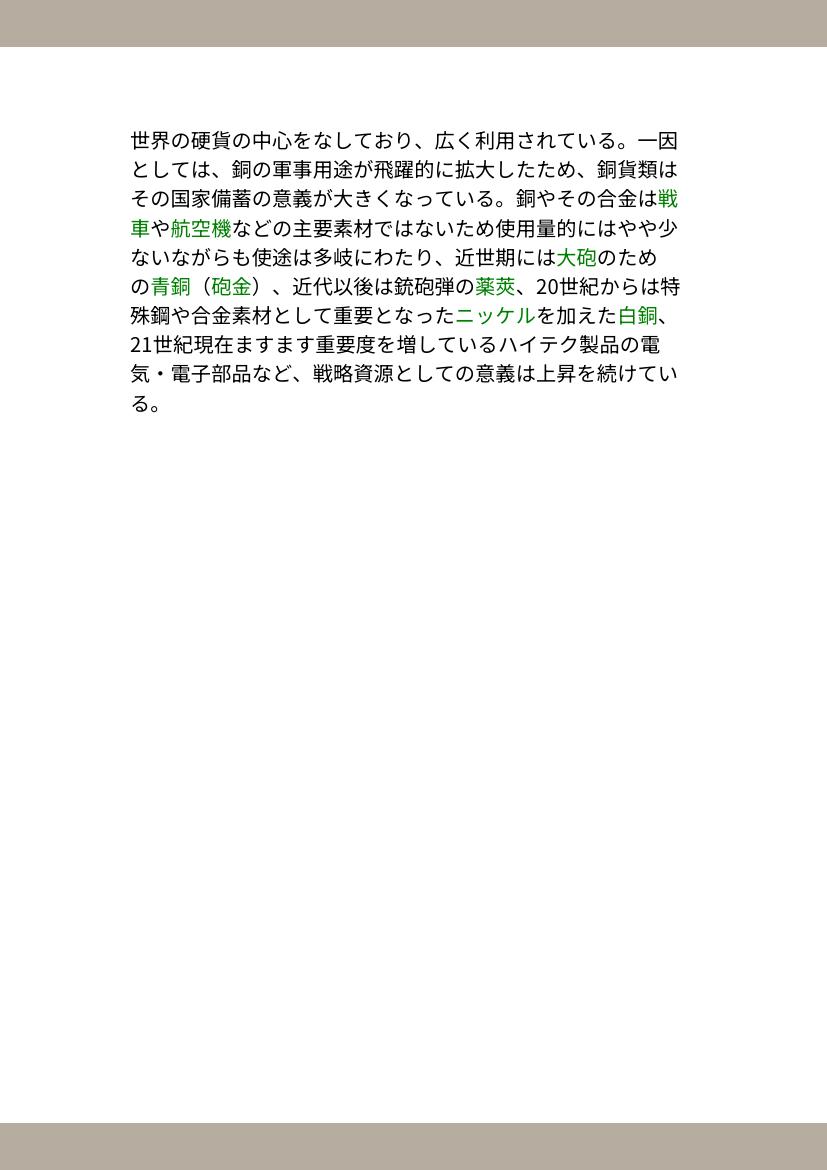 世界の硬貨の中心をなしており、広く利用されている。一因
としては、銅の軍事用途が飛躍的に拡大したため、銅貨類は
その国家備蓄の意義が大きくなっている。銅やその合金は戦
車や航空機などの主要素材ではないため使用量的にはやや少
ないながらも使途は多岐にわたり、近世期には大砲のため
の青銅（砲金）、近代以後は銃砲弾の薬莢、20世紀からは特
殊鋼や合金素材として重要となったニッケルを加えた白銅、
21世紀現在ますます重要度を増しているハイテク製品の電
気・電子部品など、戦略資源としての意義は上昇を続けてい
る。